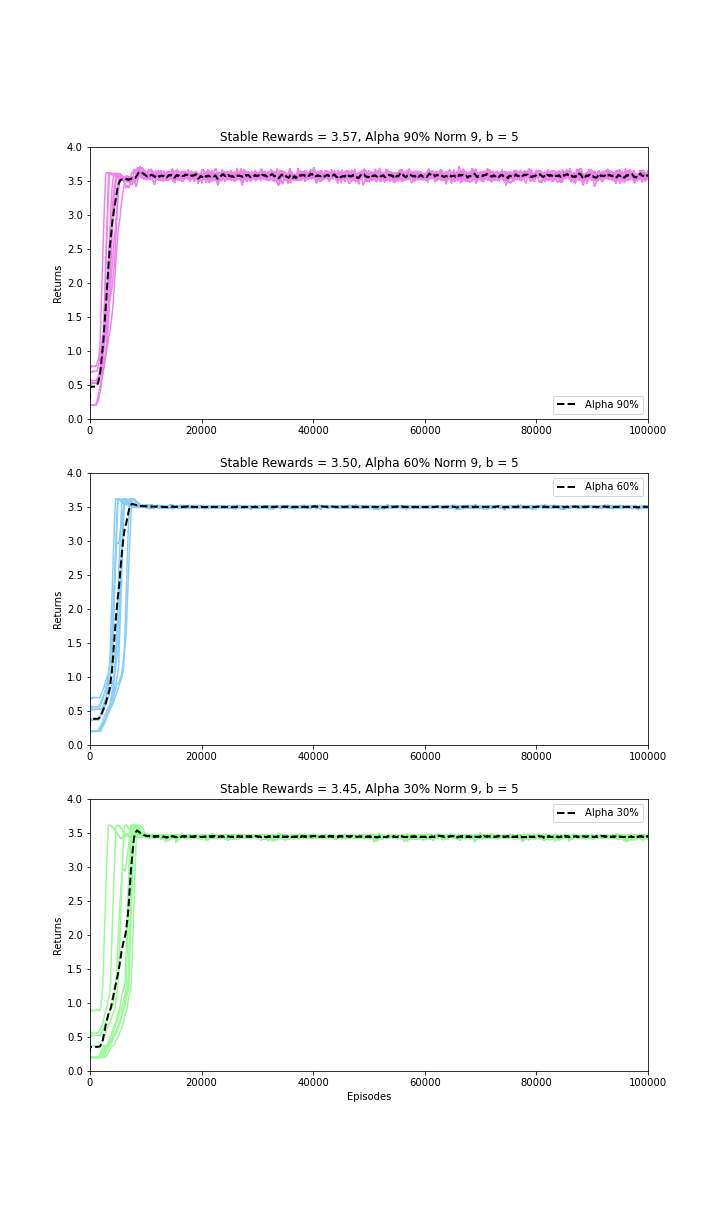 Stable Rewards = 3.57, Alpha 90% Norm 9, b = 5
4.0
3.5
3.0
2.5
2.0
1.5
1.0
0.5
0.0
Returns
Alpha 90%
0 20000 40000 60000 80000 100000
Stable Rewards = 3.50, Alpha 60% Norm 9, b = 5
4.0
3.5
3.0
2.5
2.0
1.5
1.0
0.5
0.0
Returns
Alpha 60%
0 20000 40000 60000 80000 100000
Stable Rewards = 3.45, Alpha 30% Norm 9, b = 5
4.0
3.5
3.0
2.5
2.0
1.5
1.0
0.5
0.0
Returns
Alpha 30%
0 20000 40000 60000 80000 100000
Episodes